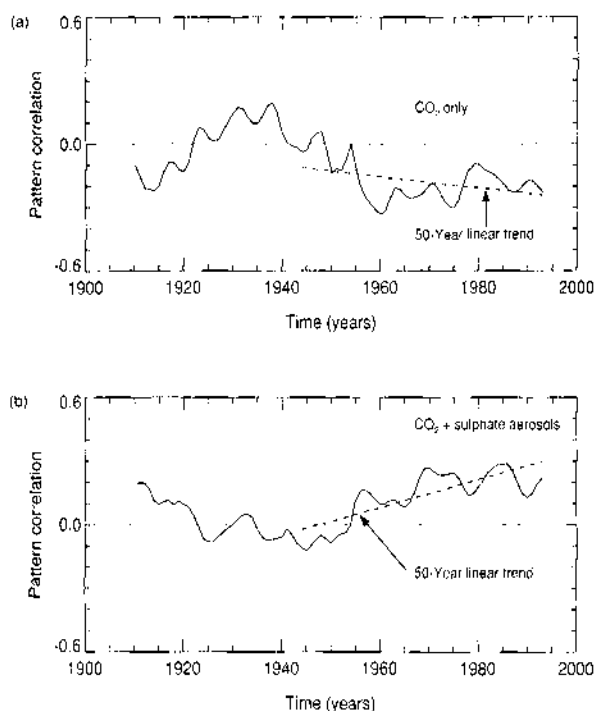 (a)
0.6
0.0
-0.6
Pattern correlation
CO₂ only
50-Year linear trend
1900 1920 1940 1960 1980 2000
Time (years)
(b)
0.6
0.0
-0.6
Pattern correlation
CO₂ + sulphate aerosols
50-Year linear trend
1900 1920 1940 1960 1980 2000
Time (years)